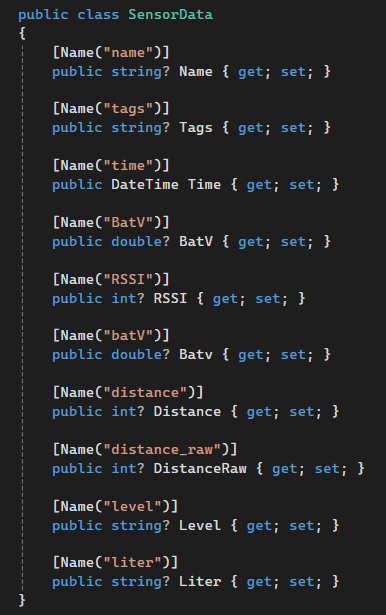 public class SensorData
{
[Name("name")]
public string? Name { get; set; }
[Name("tags")]
public string? Tags { get; set; }
[Name("time")]
public DateTime Time { get; set; }
[Name("BatV")]
public double? BatV { get; set; }
[Name("RSSI")]
public int? RSSI { get; set; }
[Name("batV")]
public double? Batv { get; set; }
[Name("distance")]
public int? Distance { get; set; }
[Name("distance_raw")]
public int? DistanceRaw { get; set; }
[Name("level")]
public string? Level { get; set; }
[Name("liter")]
public string? Liter { get; set; }
}